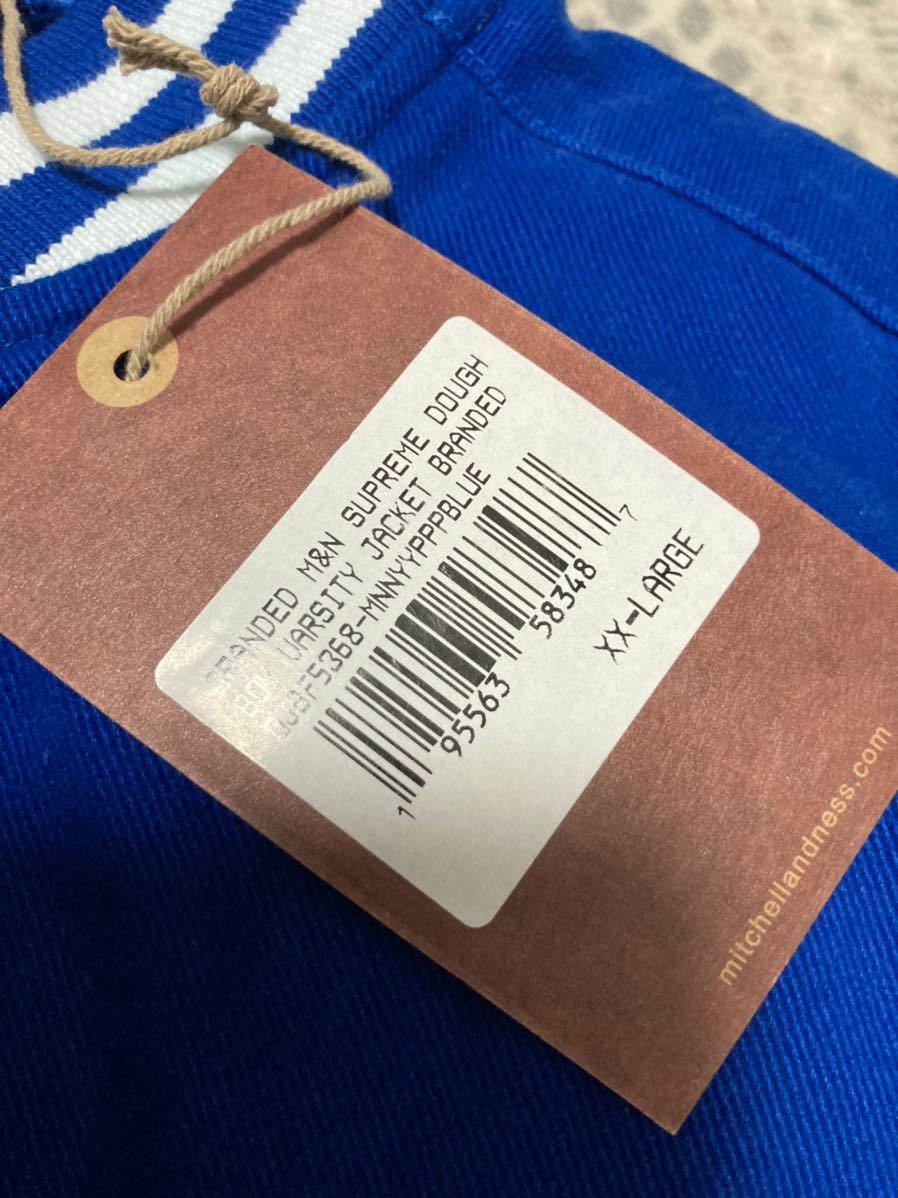 BRANDED M&N SUPREME DOUGH
BOY VARSITY JACKET BRANDED
OJBF5368-MNNYYPPPBLUE
1 95563 58348 7
XX-LARGE
mitchellandness.com